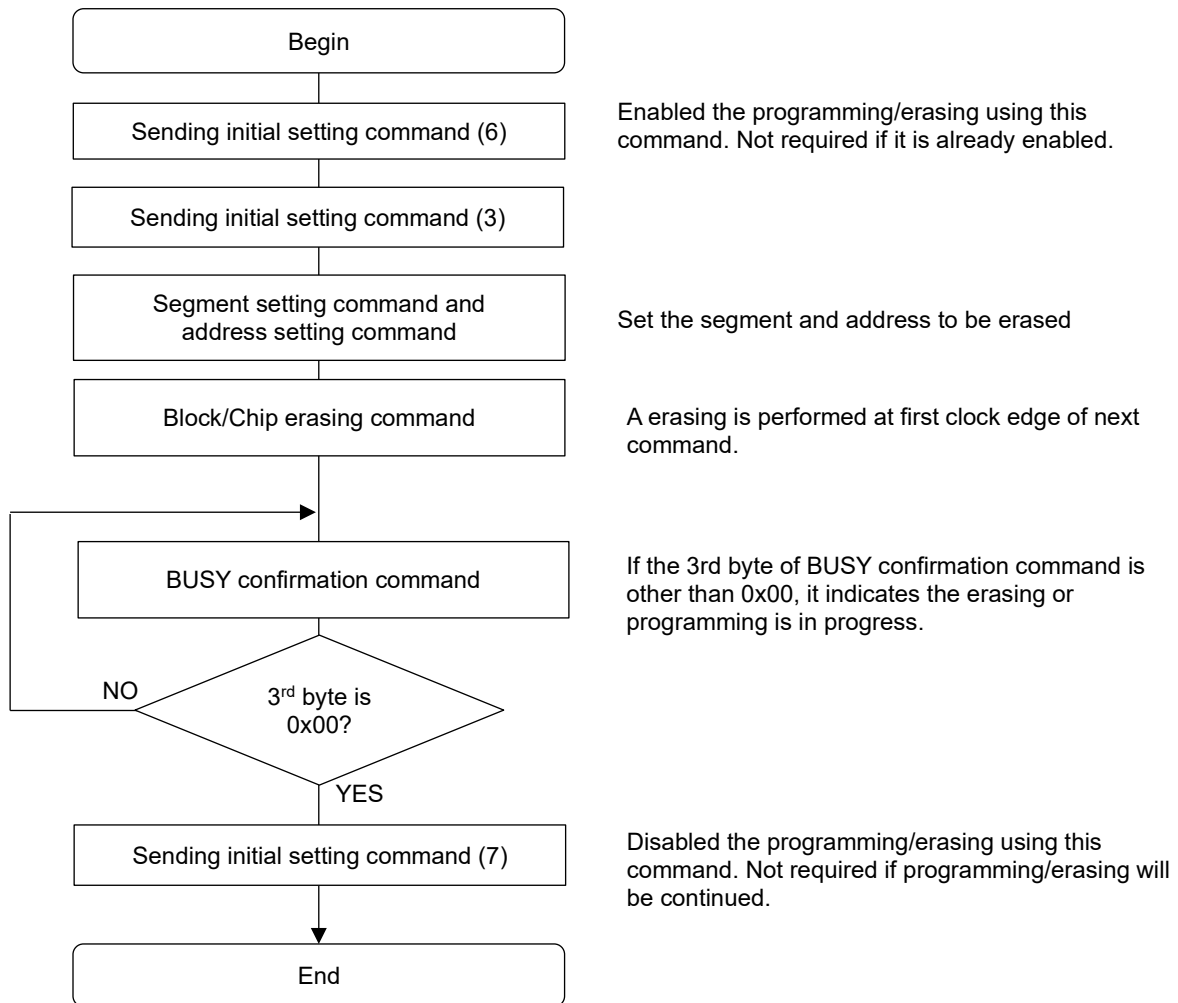 Begin
Sending initial setting command (6)
Enabled the programming/erasing using this
command. Not required if it is already enabled.
Sending initial setting command (3)
Segment setting command and
address setting command
Set the segment and address to be erased
Block/Chip erasing command
A erasing is performed at first clock edge of next
command.
BUSY confirmation command
If the 3rd byte of BUSY confirmation command is
other than 0x00, it indicates the erasing or
programming is in progress.
NO
3rd byte is
0x00?
YES
Sending initial setting command (7)
Disabled the programming/erasing using this
command. Not required if programming/erasing will
be continued.
End